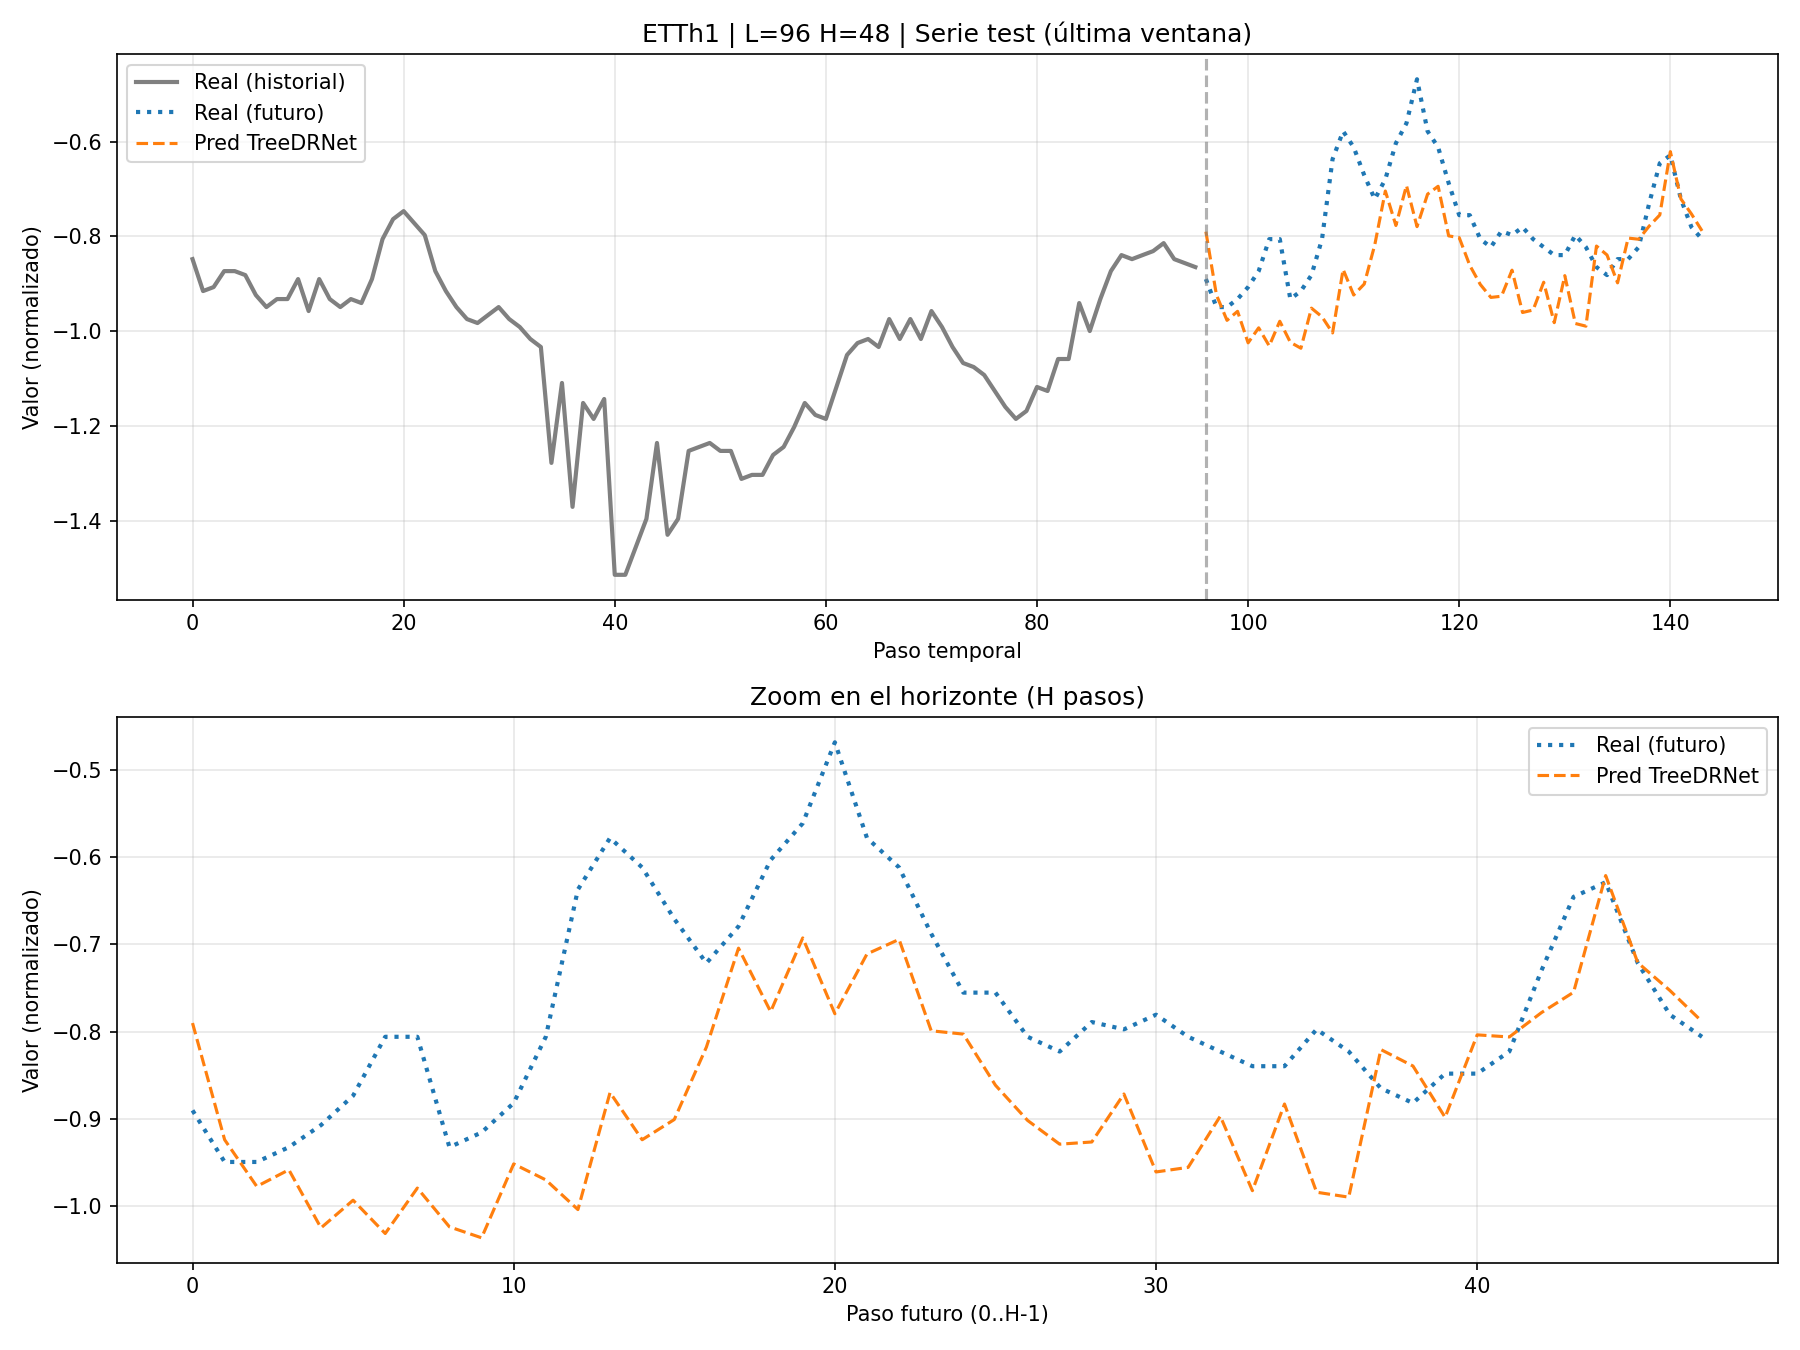 ETTh1 | L=96 H=48 | Serie test (última ventana)
Real (historial)
Real (futuro)
Pred TreeDRNet
Valor (normalizado)
−0.6
−0.8
−1.0
−1.2
−1.4
0 20 40 60 80 100 120 140
Paso temporal
Zoom en el horizonte (H pasos)
Real (futuro)
Pred TreeDRNet
Valor (normalizado)
−0.5
−0.6
−0.7
−0.8
−0.9
−1.0
0 10 20 30 40
Paso futuro (0..H-1)